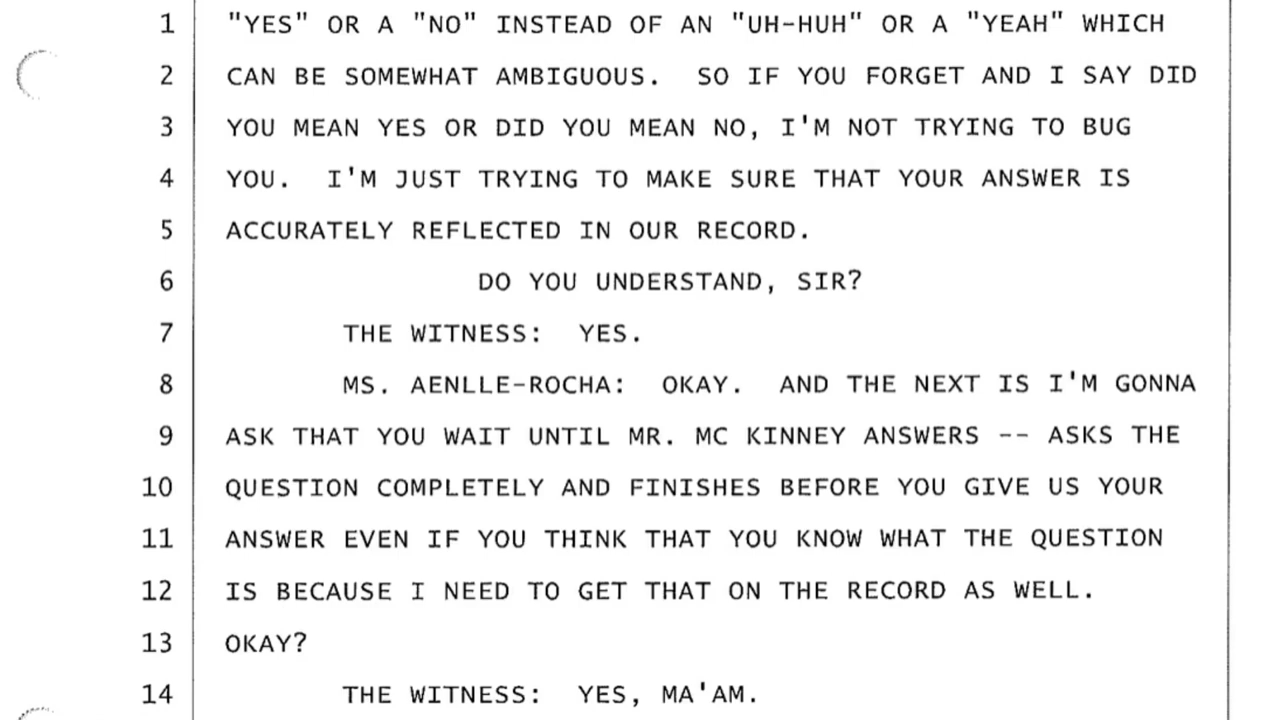 1 "YES" OR A "NO" INSTEAD OF AN "UH-HUH" OR A "YEAH" WHICH
2 CAN BE SOMEWHAT AMBIGUOUS. SO IF YOU FORGET AND I SAY DID
3 YOU MEAN YES OR DID YOU MEAN NO, I'M NOT TRYING TO BUG
4 YOU. I'M JUST TRYING TO MAKE SURE THAT YOUR ANSWER IS
5 ACCURATELY REFLECTED IN OUR RECORD.
6 DO YOU UNDERSTAND, SIR?
7 THE WITNESS: YES.
8 MS. AENLLE-ROCHA: OKAY. AND THE NEXT IS I'M GONNA
9 ASK THAT YOU WAIT UNTIL MR. MC KINNEY ANSWERS -- ASKS THE
10 QUESTION COMPLETELY AND FINISHES BEFORE YOU GIVE US YOUR
11 ANSWER EVEN IF YOU THINK THAT YOU KNOW WHAT THE QUESTION
12 IS BECAUSE I NEED TO GET THAT ON THE RECORD AS WELL.
13 OKAY?
14 THE WITNESS: YES, MA'AM.